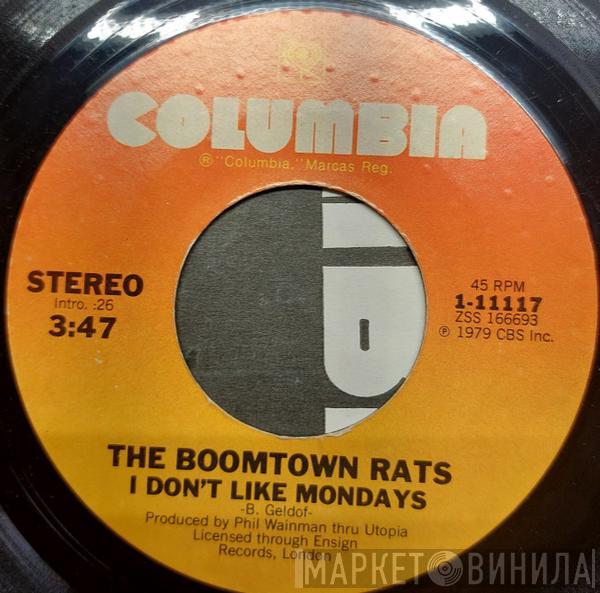 COLUMBIA
® "Columbia," Marcas Reg.
STEREO
Intro. :26
3:47
45 RPM
1-11117
ZSS 166693
℗ 1979 CBS Inc.
THE BOOMTOWN RATS
I DON'T LIKE MONDAYS
-B. Geldof-
Produced by Phil Wainman thru Utopia
Licensed through Ensign
Records, London
МАРКЕТ ВИНИЛА